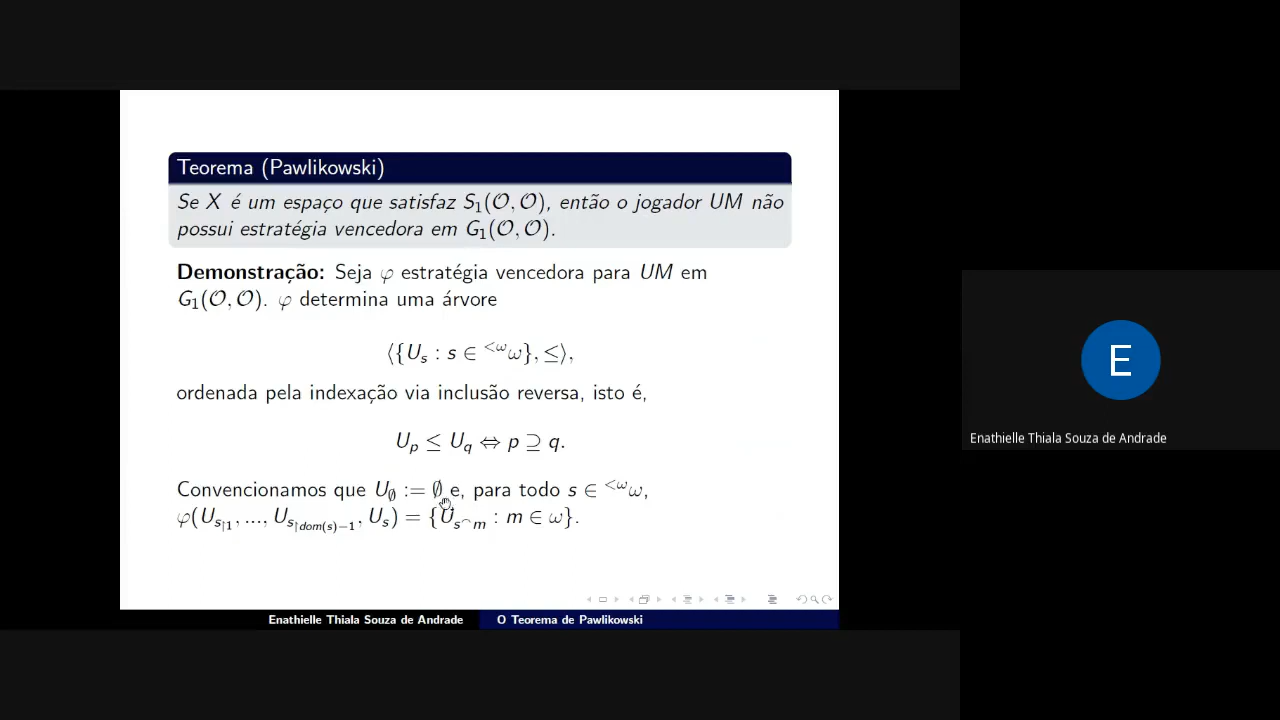 Teorema (Pawlikowski)
Se X é um espaço que satisfaz S₁(𝒪, 𝒪), então o jogador UM não
possui estratégia vencedora em G₁(𝒪, 𝒪).
Demonstração: Seja φ estratégia vencedora para UM em
G₁(𝒪, 𝒪). φ determina uma árvore
⟨{U_s : s ∈ ^{<ω}ω}, ≤⟩,
ordenada pela indexação via inclusão reversa, isto é,
U_p ≤ U_q ⇔ p ⊇ q.
Convencionamos que U_∅ := ∅ e, para todo s ∈ ^{<ω}ω,
φ(U_{s↾1}, ..., U_{s↾dom(s)−1}, U_s) = {U_{s⌢m} : m ∈ ω}.
Enathielle Thiala Souza de Andrade
O Teorema de Pawlikowski
E
Enathielle Thiala Souza de Andrade